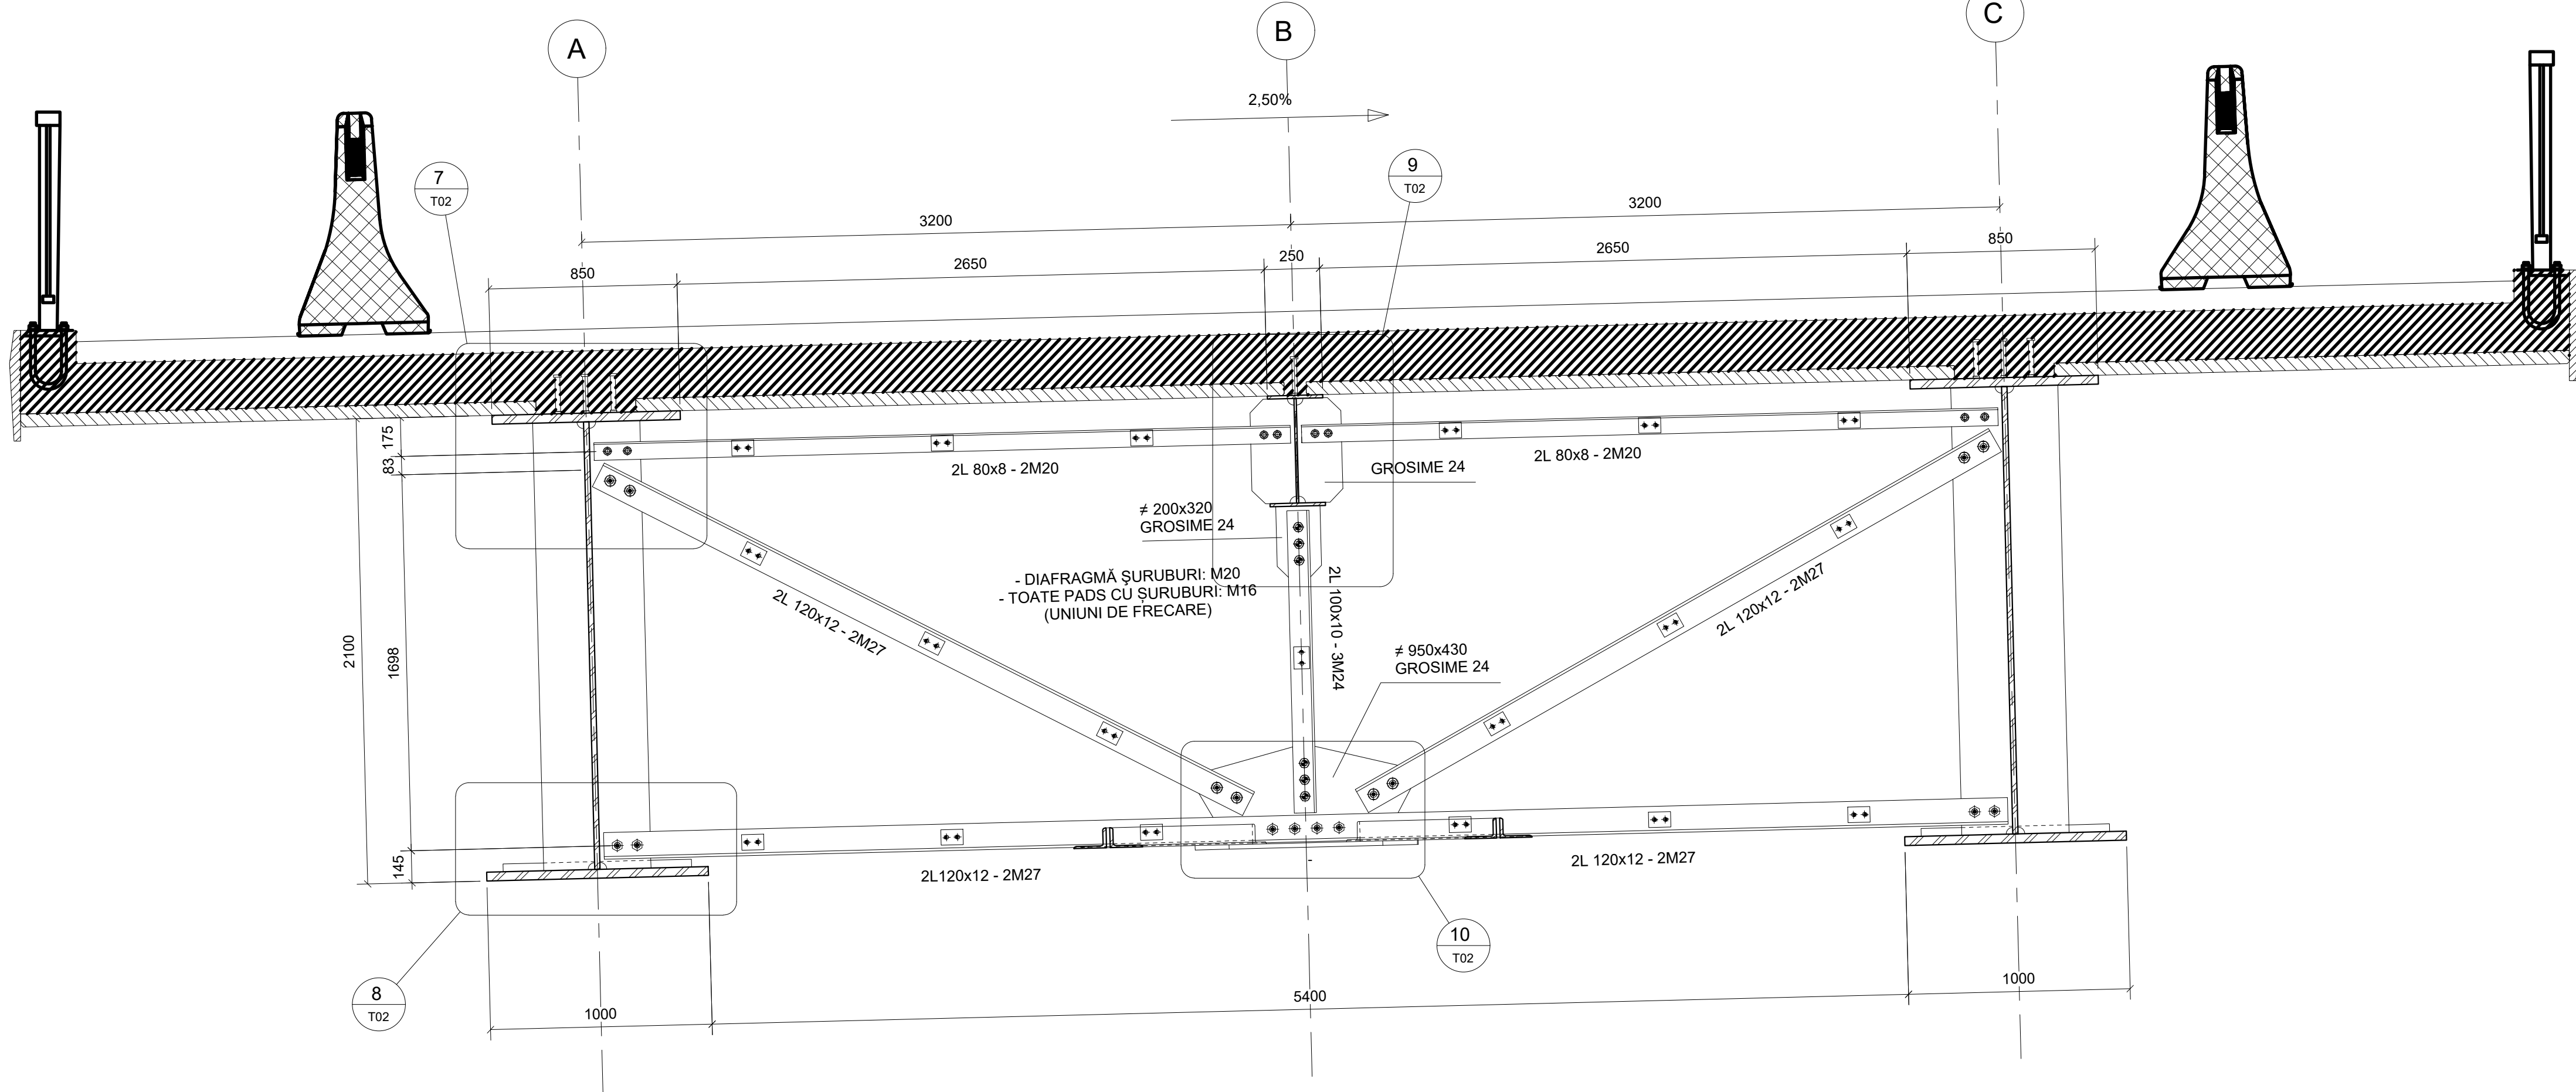 A
B
C
2,50%
7
T02
9
T02
3200
3200
850
2650
250
2650
850
175
83
2L 80x8 - 2M20
GROSIME 24
2L 80x8 - 2M20
≠ 200x320
GROSIME 24
- DIAFRAGMĂ ŞURUBURI: M20
- TOATE PADS CU ȘURUBURI: M16
(UNIUNI DE FRECARE)
2L 120x12 - 2M27
2L 100x10 - 3M24
2L 120x12 - 2M27
2100
1698
≠ 950x430
GROSIME 24
145
2L120x12 - 2M27
-
2L 120x12 - 2M27
8
T02
10
T02
1000
5400
1000